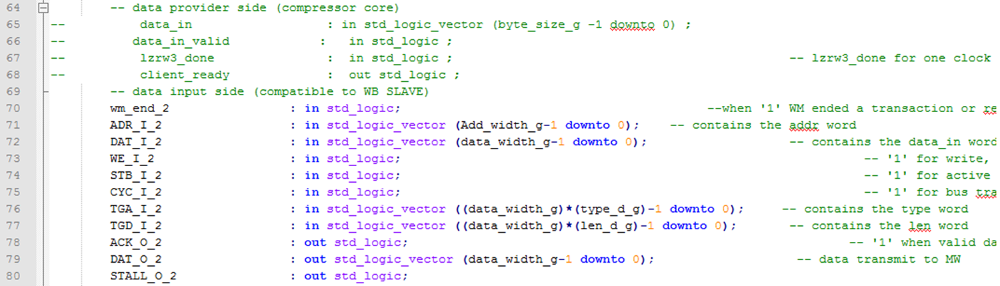 64 -- data provider side (compressor core)
65 -- data_in : in std_logic_vector (byte_size_g -1 downto 0) ;
66 -- data_in_valid : in std_logic ;
67 -- lzrw3_done : in std_logic ; -- lzrw3_done for one clock
68 -- client_ready : out std_logic ;
69 -- data input side (compatible to WB SLAVE)
70 wm_end_2 : in std_logic; --when '1' WM ended a transaction or re
71 ADR_I_2 : in std_logic_vector (Add_width_g-1 downto 0); -- contains the addr word
72 DAT_I_2 : in std_logic_vector (data_width_g-1 downto 0); -- contains the data_in word
73 WE_I_2 : in std_logic; -- '1' for write,
74 STB_I_2 : in std_logic; -- '1' for active
75 CYC_I_2 : in std_logic; -- '1' for bus tra
76 TGA_I_2 : in std_logic_vector ((data_width_g)*(type_d_g)-1 downto 0); -- contains the type word
77 TGD_I_2 : in std_logic_vector ((data_width_g)*(len_d_g)-1 downto 0); -- contains the len word
78 ACK_O_2 : out std_logic; -- '1' when valid da
79 DAT_O_2 : out std_logic_vector (data_width_g-1 downto 0); -- data transmit to MW
80 STALL_O_2 : out std_logic;